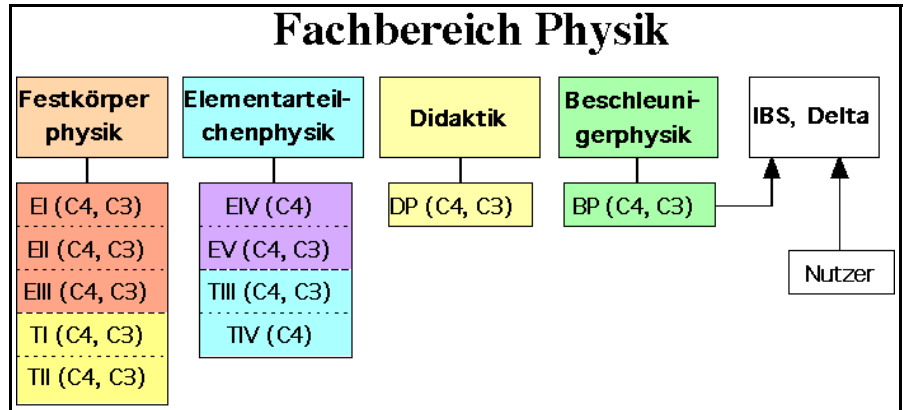 Fachbereich Physik
Festkörper
physik
Elementarteil-
chenphysik
Didaktik
Beschleuni-
gerphysik
IBS, Delta
EI (C4, C3)
EII (C4, C3)
EIII (C4, C3)
TI (C4, C3)
TII (C4, C3)
EIV (C4)
EV (C4, C3)
TIII (C4, C3)
TIV (C4)
DP (C4, C3)
BP (C4, C3)
Nutzer